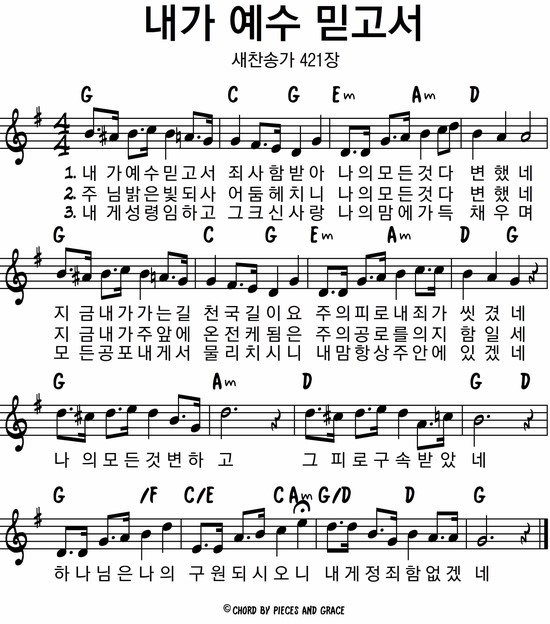 내가 예수 믿고서
새찬송가 421장
G C G Em Am D
4/4
1. 내 가예수믿고서 죄사함받아 나의모든것다 변했네
2. 주 님밝은빛되사 어둠헤치니 나의모든것다 변했네
3. 내 게성령임하고 그크신사랑 나의맘에가득 채우며
G C G Em Am D G
지 금내가가는길 천국길이요 주의피로내죄가 씻겼네
지 금내가주앞에 온전케됨은 주의공로를의지 함일세
모든공포내게서 물리치시니 내맘항상주안에 있겠네
G Am D G D
나 의모든것변하 고 그 피로구속받았 네
G /F C/E C Am G/D D G
하나님은나의 구원되시오니 내게정죄함없겠 네
©CHORD BY PIECES AND GRACE